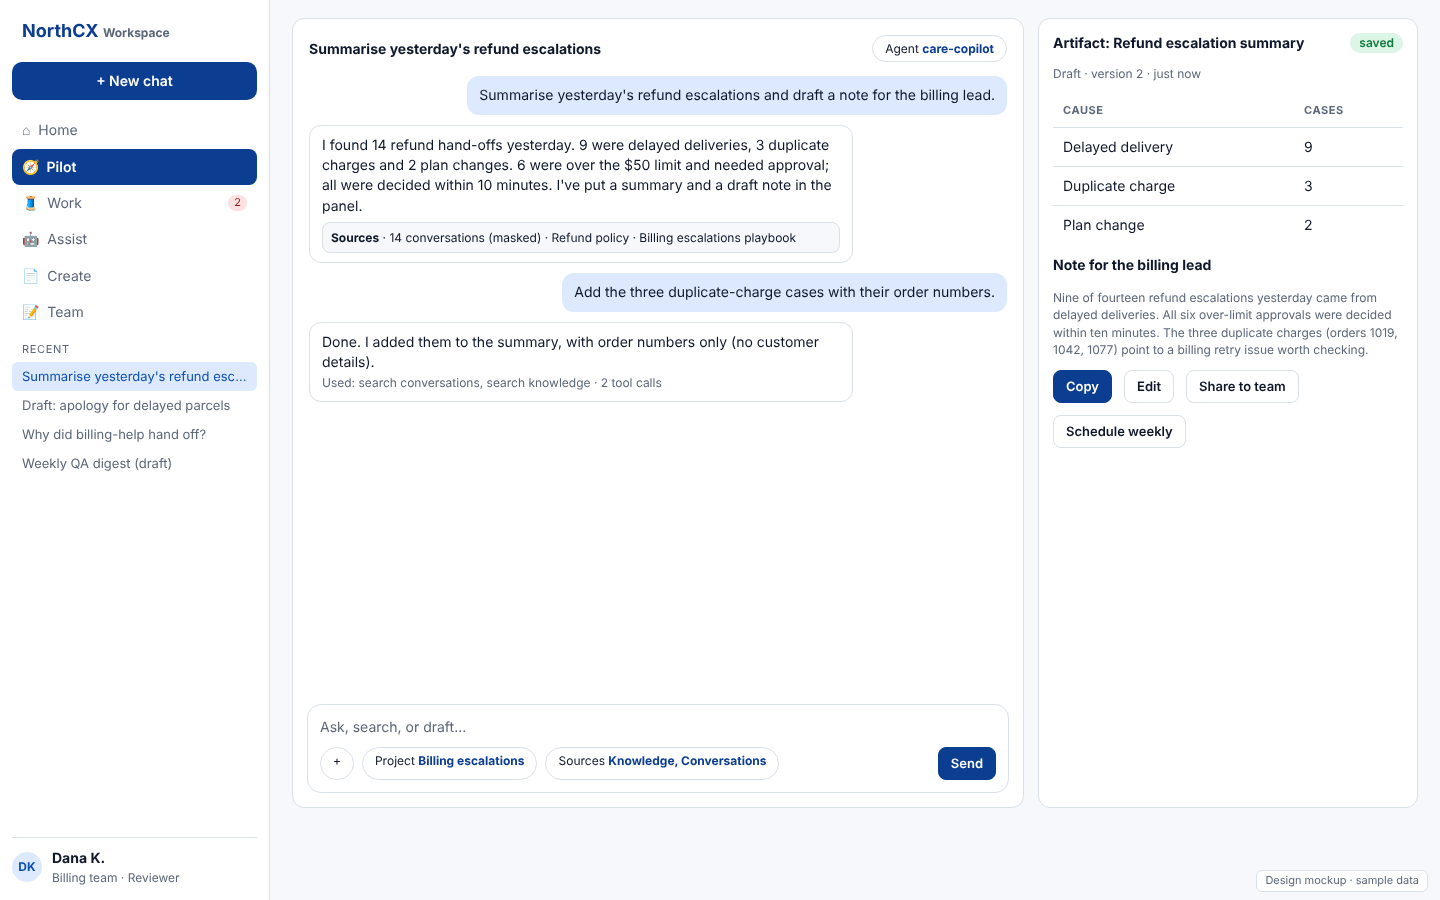 NorthCX Workspace
+ New chat
Home
Pilot
Work 2
Assist
Create
Team
RECENT
Summarise yesterday's refund esc...
Draft: apology for delayed parcels
Why did billing-help hand off?
Weekly QA digest (draft)
DK
Dana K.
Billing team · Reviewer
Summarise yesterday's refund escalations
Agent care-copilot
Summarise yesterday's refund escalations and draft a note for the billing lead.
I found 14 refund hand-offs yesterday. 9 were delayed deliveries, 3 duplicate
charges and 2 plan changes. 6 were over the $50 limit and needed approval;
all were decided within 10 minutes. I've put a summary and a draft note in the
panel.
Sources · 14 conversations (masked) · Refund policy · Billing escalations playbook
Add the three duplicate-charge cases with their order numbers.
Done. I added them to the summary, with order numbers only (no customer
details).
Used: search conversations, search knowledge · 2 tool calls
Ask, search, or draft...
+
Project Billing escalations
Sources Knowledge, Conversations
Send
Artifact: Refund escalation summary
saved
Draft · version 2 · just now
CAUSE CASES
Delayed delivery 9
Duplicate charge 3
Plan change 2
Note for the billing lead
Nine of fourteen refund escalations yesterday came from
delayed deliveries. All six over-limit approvals were decided
within ten minutes. The three duplicate charges (orders 1019,
1042, 1077) point to a billing retry issue worth checking.
Copy
Edit
Share to team
Schedule weekly
Design mockup · sample data